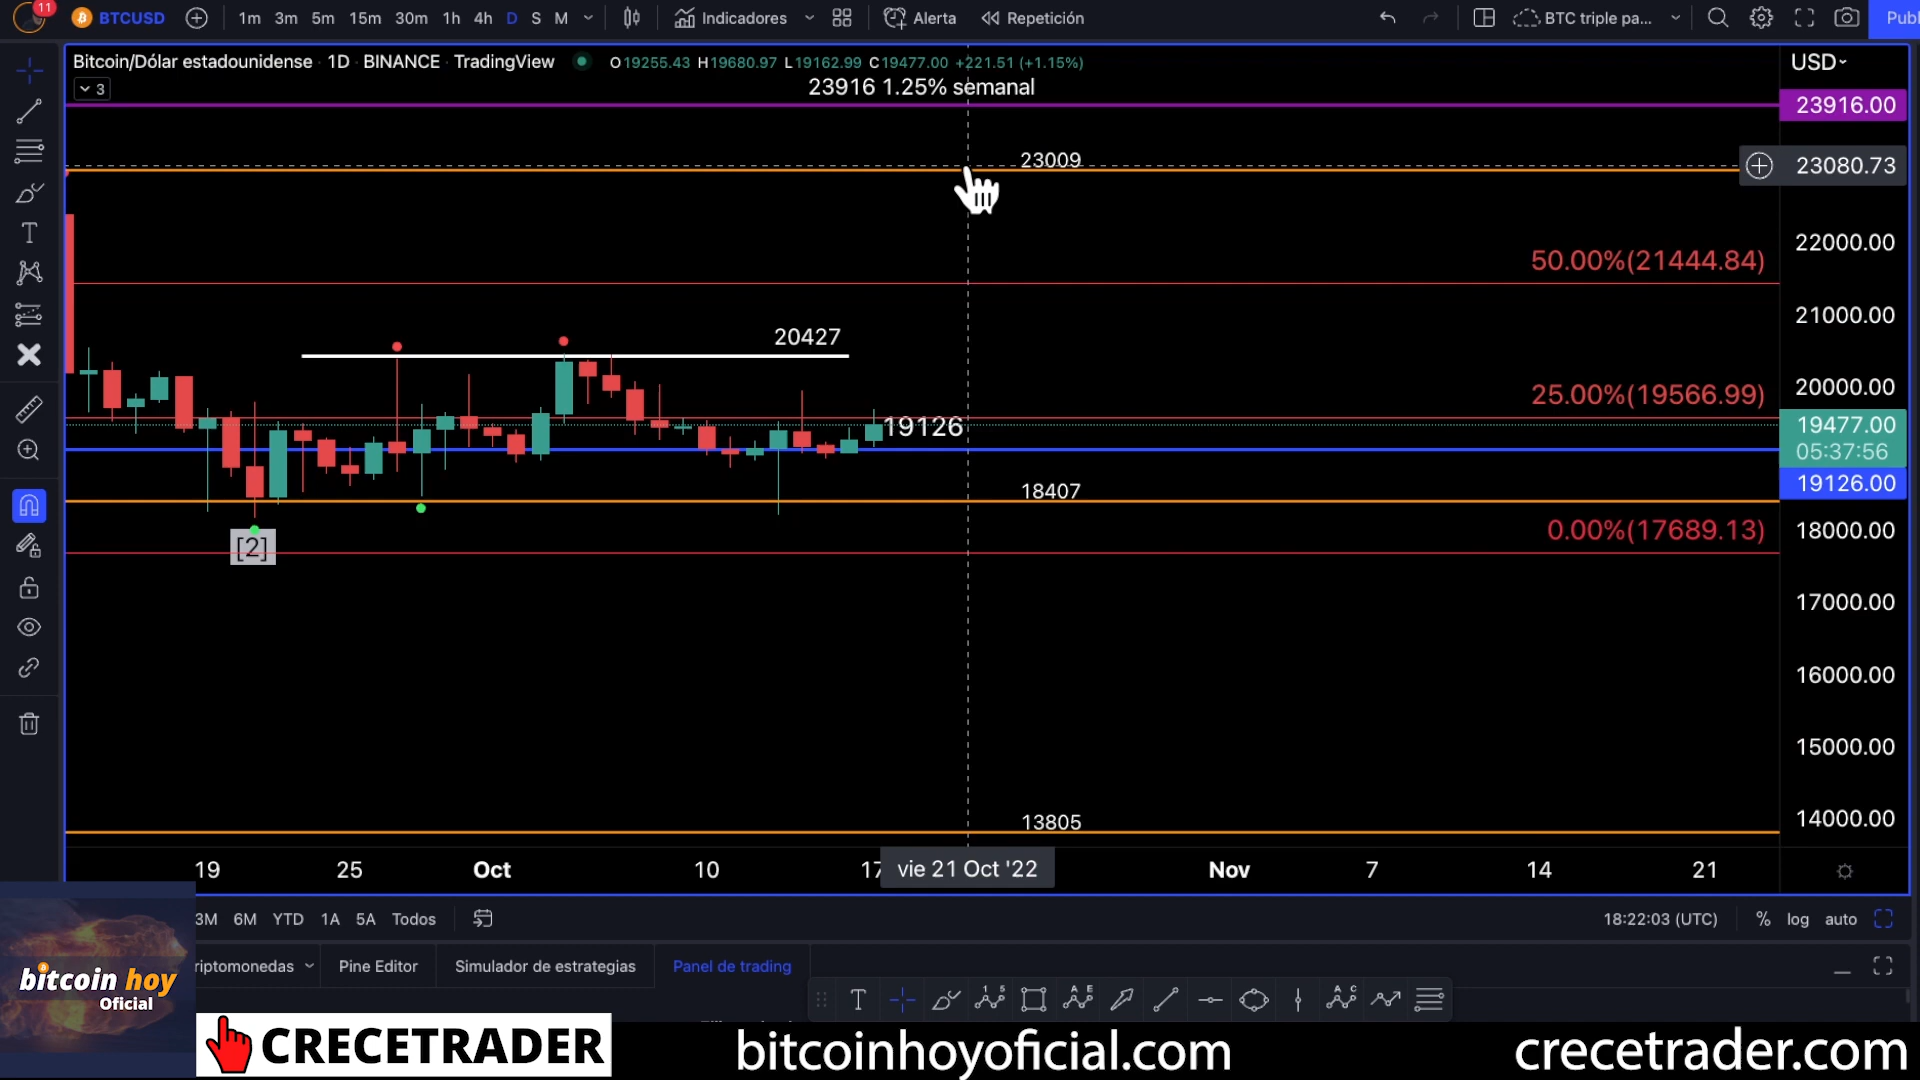 11
BTCUSD 1m 3m 5m 15m 30m 1h 4h D S M Indicadores Alerta Repetición BTC triple pa... Publ
Bitcoin/Dólar estadounidense · 1D · BINANCE · TradingView O19255.43 H19680.97 L19162.99 C19477.00 +221.51 (+1.15%) USD
3
23916 1.25% semanal
23916.00
23009
23080.73
22000.00
50.00%(21444.84)
21000.00
20427
20000.00
25.00%(19566.99)
19126
19477.00
05:37:56
19126.00
18407
18000.00
0.00%(17689.13)
[2]
17000.00
16000.00
15000.00
13805
14000.00
19 25 Oct 10 17 vie 21 Oct '22 Nov 7 14 21
3M 6M YTD 1A 5A Todos 18:22:03 (UTC) % log auto
riptomonedas Pine Editor Simulador de estrategias Panel de trading
T 1 5 A E A C
bitcoin hoy
Oficial
CRECETRADER bitcoinhoyoficial.com crecetrader.com